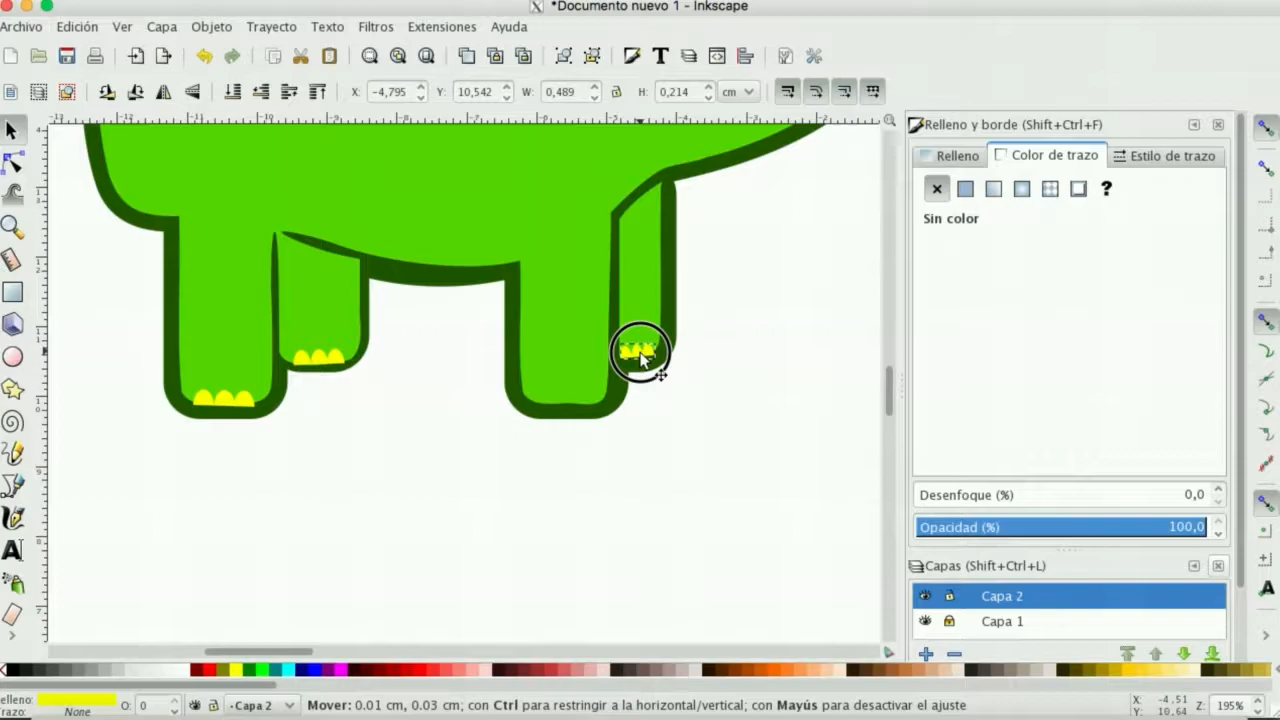 *Documento nuevo 1 - Inkscape
Archivo Edición Ver Capa Objeto Trayecto Texto Filtros Extensiones Ayuda
X: -4,795 Y: 10,542 W: 0,489 H: 0,214 cm
Relleno y borde (Shift+Ctrl+F)
Relleno Color de trazo Estilo de trazo
?
Sin color
Desenfoque (%) 0,0
Opacidad (%) 100,0
Capas (Shift+Ctrl+L)
Capa 2
Capa 1
elleno: O: 0 Capa 2 Mover: 0.01 cm, 0.03 cm; con Ctrl para restringir a la horizontal/vertical; con Mayús para desactivar el ajuste X: -4,51 Z: 195%
razo: None Y: 10,64